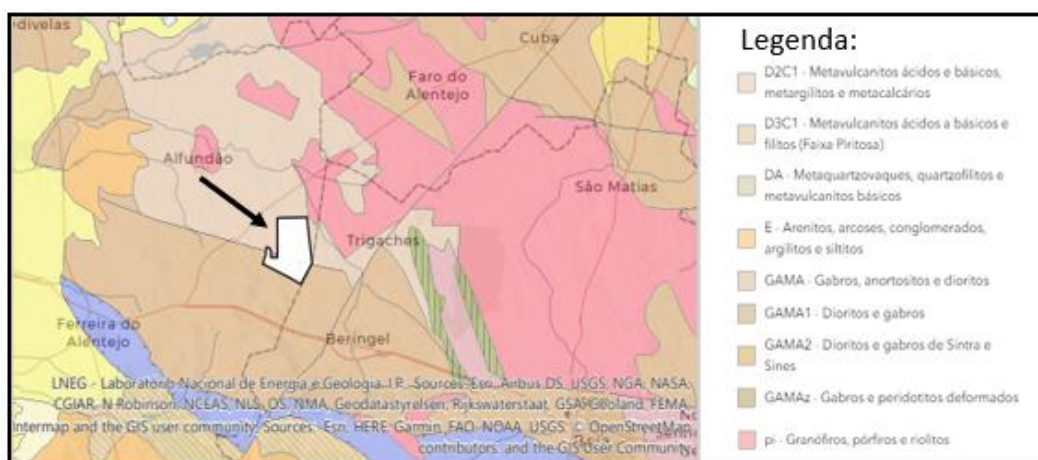 divelas
Cuba
Faro do
Alentejo
Alfundão
São Matias
Trigaches
Ferreira do
Alentejo
Beringel
LNEG - Laboratório Nacional de Energia e Geologia, I.P., Sources: Esri, Airbus DS, USGS, NGA, NASA,
CGIAR, N Robinson, NCEAS, NLS, OS, NMA, Geodatastyrelsen, Rijkswaterstaat, GSA, Geoland, FEMA,
Intermap and the GIS user community, Sources: Esri, HERE, Garmin, FAO, NOAA, USGS, © OpenStreetMap
contributors, and the GIS User Community
Legenda:
D2C1 - Metavulcanitos ácidos e básicos,
metargilitos e metacalcários
D3C1 - Metavulcanitos ácidos a básicos e
filitos (Faixa Piritosa)
DA - Metaquartzovaques, quartzofilitos e
metavulcanitos básicos
E - Arenitos, arcoses, conglomerados,
argilitos e siltitos
GAMA - Gabros, anortositos e dioritos
GAMA1 - Dioritos e gabros
GAMA2 - Dioritos e gabros de Sintra e
Sines
GAMAz - Gabros e peridotitos deformados
pi - Granófiros, pórfiros e riolitos